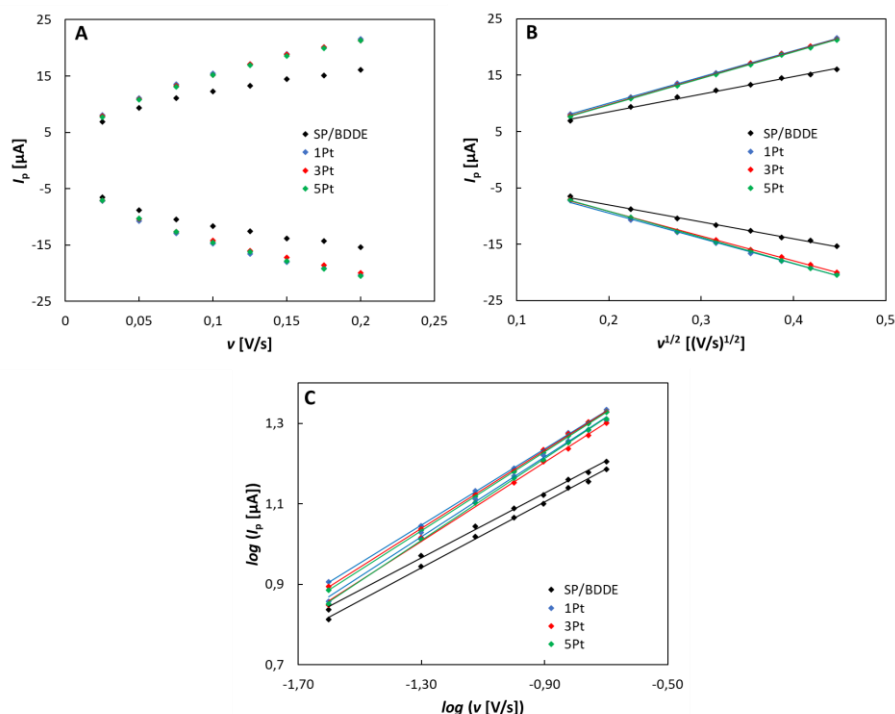 A
25
15
5
-5
-15
25
I_p [µA]
SP/BDDE
1Pt
3Pt
5Pt
0
0,05
0,1
0,15
0,2
0,25
v [V/s]
B
25
15
5
-5
-15
25
I_p [µA]
SP/BDDE
1Pt
3Pt
5Pt
0,1
0,2
0,3
0,4
0,5
v^1/2 [(V/s)^1/2]
C
1,3
1,1
0,9
0,7
log (I_p [µA])
SP/BDDE
1Pt
3Pt
5Pt
-1,70
-1,30
-0,90
-0,50
log (v [V/s])